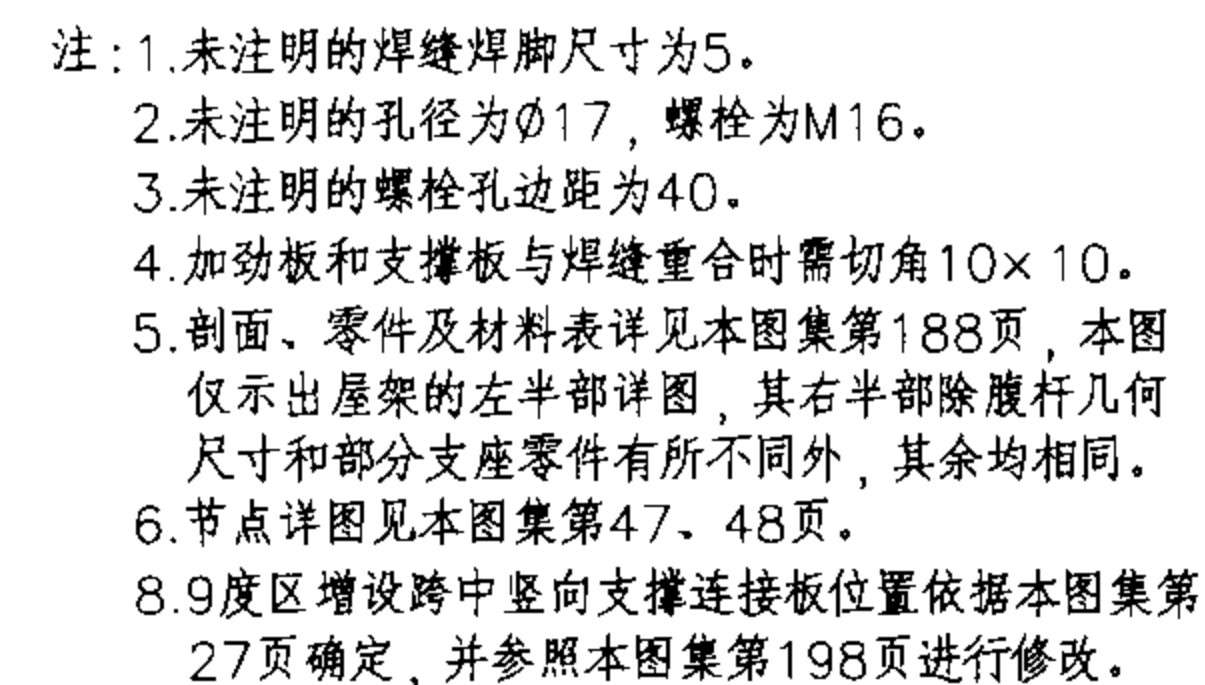 注:1.未注明的焊缝焊脚尺寸为5。
2.未注明的孔径为Ø17，螺栓为M16。
3.未注明的螺栓孔边距为40。
4.加劲板和支撑板与焊缝重合时需切角10×10。
5.剖面、零件及材料表详见本图集第188页，本图
仅示出屋架的左半部详图，其右半部除腹杆几何
尺寸和部分支座零件有所不同外，其余均相同。
6.节点详图见本图集第47、48页。
8.9度区增设跨中竖向支撑连接板位置依据本图集第
27页确定，并参照本图集第198页进行修改。